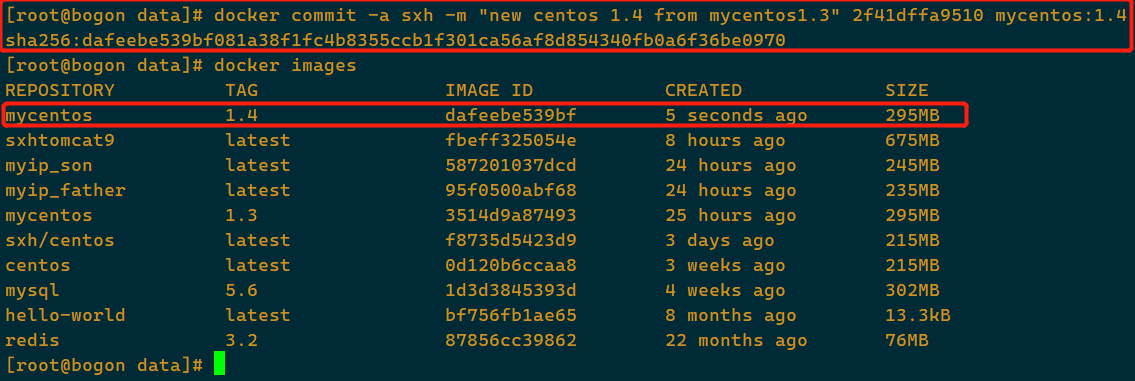 [root@bogon data]# docker commit -a sxh -m "new centos 1.4 from mycentos1.3" 2f41dffa9510 mycentos:1.4
sha256:dafeebe539bf081a38f1fc4b8355ccb1f301ca56af8d854340fb0a6f36be0970
[root@bogon data]# docker images
REPOSITORY TAG IMAGE ID CREATED SIZE
mycentos 1.4 dafeebe539bf 5 seconds ago 295MB
sxhtomcat9 latest fbeff325054e 8 hours ago 675MB
myip_son latest 587201037dcd 24 hours ago 245MB
myip_father latest 95f0500abf68 24 hours ago 235MB
mycentos 1.3 3514d9a87493 25 hours ago 295MB
sxh/centos latest f8735d5423d9 3 days ago 215MB
centos latest 0d120b6ccaa8 3 weeks ago 215MB
mysql 5.6 1d3d3845393d 4 weeks ago 302MB
hello-world latest bf756fb1ae65 8 months ago 13.3kB
redis 3.2 87856cc39862 22 months ago 76MB
[root@bogon data]#